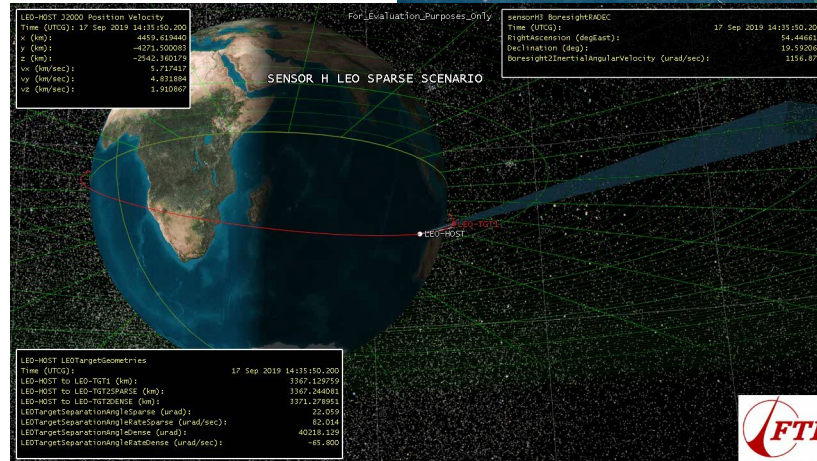 LEO-HOST J2000 Position Velocity
Time (UTCG): 17 Sep 2019 14:35:50.200
x (km): 4459.619440
y (km): -4271.500083
z (km): -2542.360179
vx (km/sec): 5.717417
vy (km/sec): 4.831884
vz (km/sec): 1.910867
For_Evaluation_Purposes_Only
sensorH3 BoresightRADEC
Time (UTCG): 17 Sep 2019 14:35:50.20
RightAscension (degEast): 54.44661
Declination (deg): 19.59206
Boresight2InertialAngularVelocity (urad/sec): 1156.87
SENSOR H LEO SPARSE SCENARIO
LEO-TGT1
LEO-HOST
LEO-HOST LEOTargetGeometries
Time (UTCG): 17 Sep 2019 14:35:50.200
LEO-HOST to LEO-TGT1 (km): 3367.129759
LEO-HOST to LEO-TGT2SPARSE (km): 3367.244081
LEO-HOST to LEO-TGT2DENSE (km): 3371.278951
LEOTargetSeparationAngleSparse (urad): 22.059
LEOTargetSeparationAngleRateSparse (urad/sec): 82.014
LEOTargetSeparationAngleDense (urad): 40218.129
LEOTargetSeparationAngleRateDense (urad/sec): -65.800